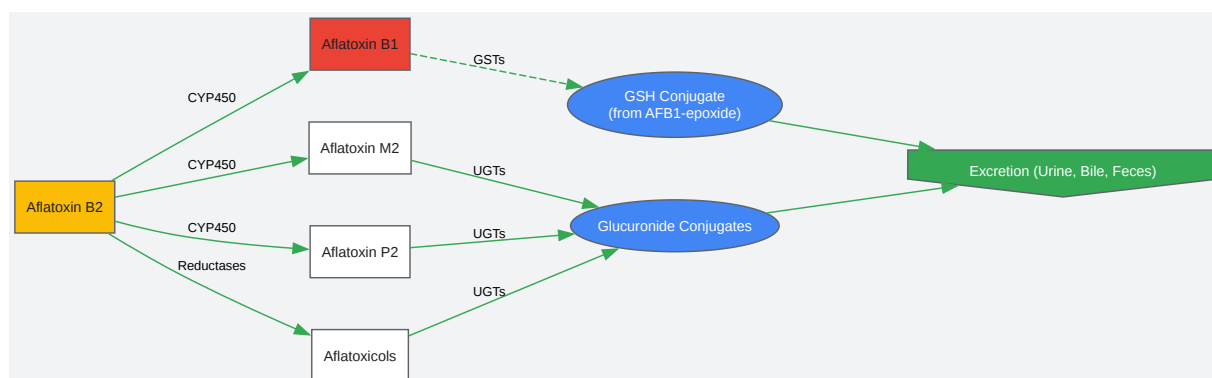 Aflatoxin B1
GSTs
CYP450
GSH Conjugate
(from AFB1-epoxide)
Aflatoxin M2
CYP450
UGTs
Excretion (Urine, Bile, Feces)
Aflatoxin B2
CYP450
Aflatoxin P2
UGTs
Glucuronide Conjugates
Reductases
UGTs
Aflatoxicols